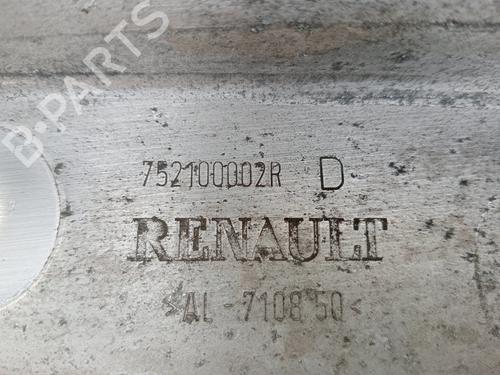 B-PARTS
752100002R D
RENAULT
>AL-7108 50<